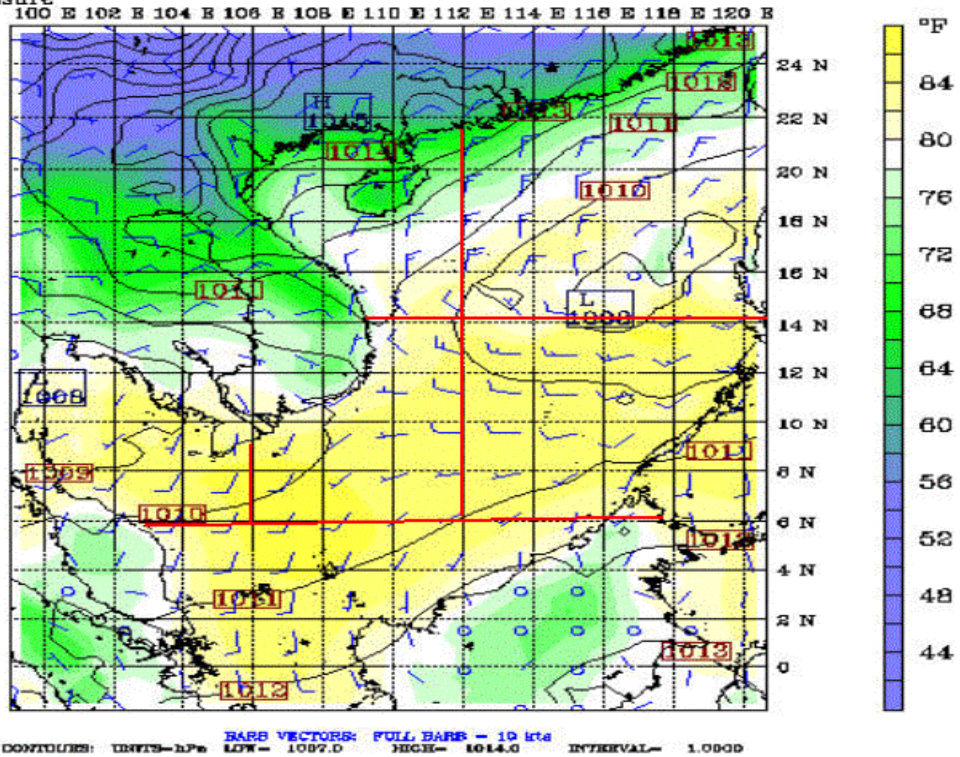 100 E 102 E 104 E 106 E 108 E 110 E 112 E 114 E 116 E 118 E 120 E
°F
24 N
22 N
20 N
18 N
16 N
14 N
12 N
10 N
8 N
6 N
4 N
2 N
0
84
80
76
72
68
64
60
56
52
48
44
1013
1012
H
1013
1011
1014
1010
1011
L
1008
1009
1011
1010
1012
1011
1013
1012
BARB VECTORS: FULL BARB = 10 kts
CONTOURS: UNITS=hPa LOW= 1007.0 HIGH= 1014.0 INTERVAL= 1.0000